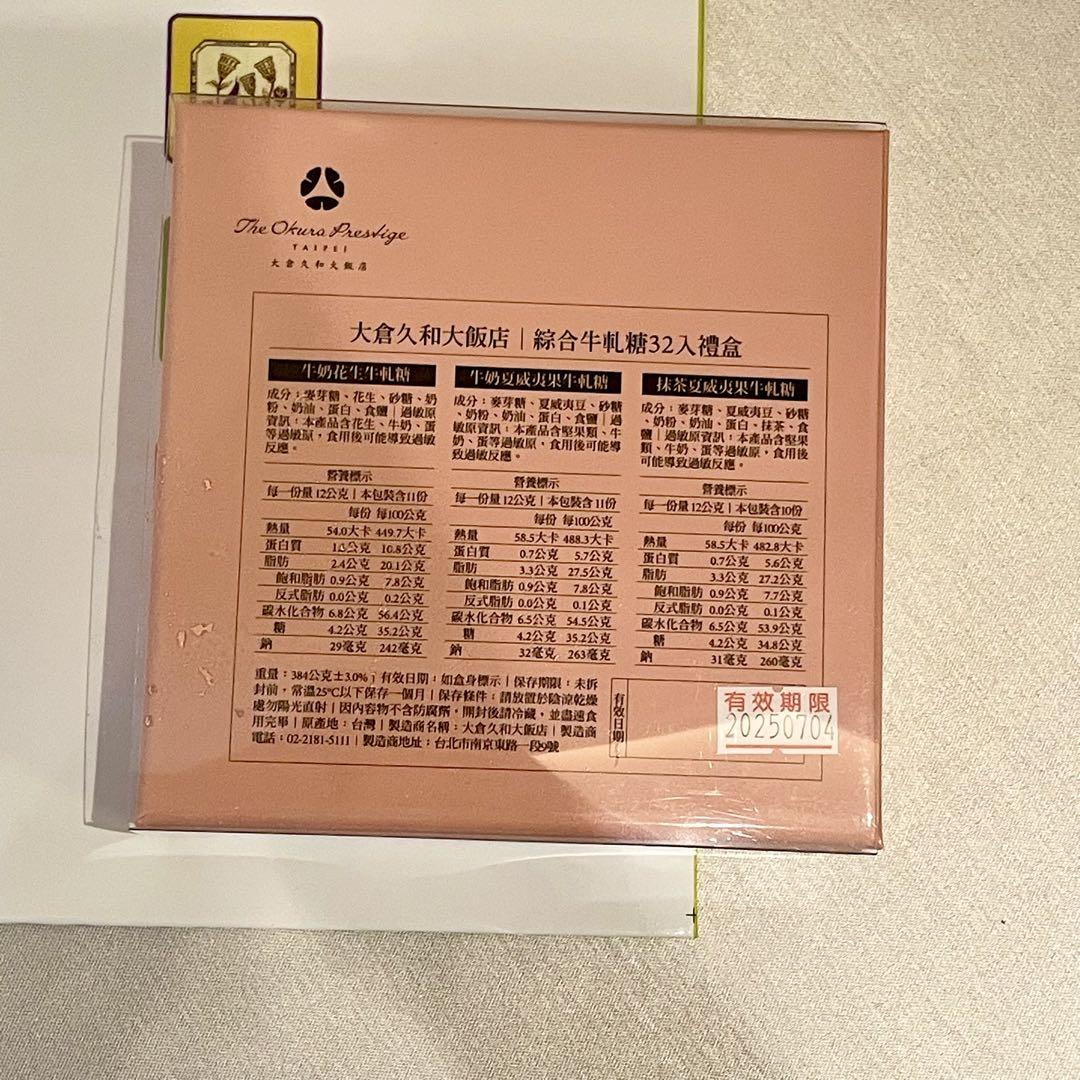 The Okura Prestige
TAIPEI
大倉久和大飯店
大倉久和大飯店｜綜合牛軋糖32入禮盒
牛奶花生牛軋糖
成分：麥芽糖、花生、砂糖、奶
粉、奶油、蛋白、食鹽｜過敏原
資訊：本產品含花生、牛奶、蛋
等過敏原，食用後可能導致過敏
反應。
營養標示
每一份量12公克｜本包裝含11份
每份 每100公克
熱量 54.0大卡 449.7大卡
蛋白質 公克 10.8公克
脂肪 2.4公克 20.1公克
飽和脂肪 0.9公克 7.8公克
反式脂肪 0.0公克 0.2公克
碳水化合物 6.8公克 56.4公克
糖 4.2公克 35.2公克
鈉 29毫克 242毫克
牛奶夏威夷果牛軋糖
成分：麥芽糖、夏威夷豆、砂糖
、奶粉、奶油、蛋白、食鹽｜過
敏原資訊：本產品含堅果類、牛
奶、蛋等過敏原，食用後可能導
致過敏反應。
營養標示
每一份量12公克｜本包裝含11份
每份 每100公克
熱量 58.5大卡 488.3大卡
蛋白質 0.7公克 5.7公克
脂肪 3.3公克 27.5公克
飽和脂肪 0.9公克 7.8公克
反式脂肪 0.0公克 0.1公克
碳水化合物 6.5公克 54.5公克
糖 4.2公克 35.2公克
鈉 32毫克 263毫克
抹茶夏威夷果牛軋糖
成分：麥芽糖、夏威夷豆、砂糖
、奶粉、奶油、蛋白、抹茶、食
鹽｜過敏原資訊：本產品含堅果
類、牛奶、蛋等過敏原，食用後
可能導致過敏反應。
營養標示
每一份量12公克｜本包裝含10份
每份 每100公克
熱量 58.5大卡 482.8大卡
蛋白質 0.7公克 5.6公克
脂肪 3.3公克 27.2公克
飽和脂肪 0.9公克 7.7公克
反式脂肪 0.0公克 0.1公克
碳水化合物 6.5公克 53.9公克
糖 4.2公克 34.8公克
鈉 31毫克 260毫克
重量：384公克±3.0%｜有效日期：如盒身標示｜保存期限：未拆
封前，常溫25°C以下保存一個月｜保存條件：請放置於陰涼乾燥
處勿陽光直射｜因內容物不含防腐劑，開封後請冷藏，並盡速食
用完畢｜原產地：台灣｜製造商名稱：大倉久和大飯店｜製造商
電話：02-2181-5111｜製造商地址：台北市南京東路一段9號
有效日期
有效期限
20250704